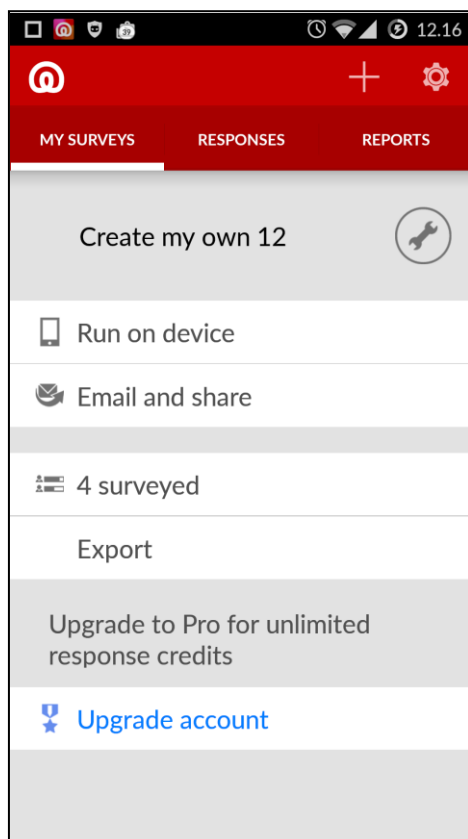 39 12.16
MY SURVEYS RESPONSES REPORTS
Create my own 12
Run on device
Email and share
4 surveyed
Export
Upgrade to Pro for unlimited
response credits
Upgrade account